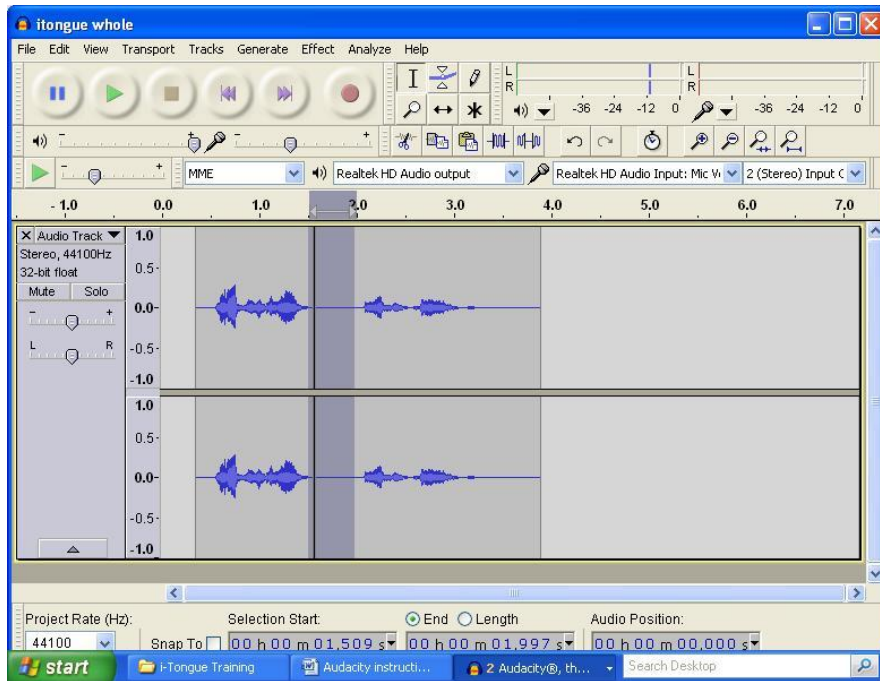 itongue whole
File Edit View Transport Tracks Generate Effect Analyze Help
L
R
L
R
-36 -24 -12 0
-36 -24 -12 0
- +
- +
- +
MME
Realtek HD Audio output
Realtek HD Audio Input: Mic
2 (Stereo) Input C
- 1.0 0.0 1.0 2.0 3.0 4.0 5.0 6.0 7.0
X Audio Track
Stereo, 44100Hz
32-bit float
Mute Solo
- +
L R
1.0
0.5
0.0
-0.5
-1.0
1.0
0.5
0.0
-0.5
-1.0
Project Rate (Hz): Selection Start: End Length Audio Position:
44100 Snap To 00 h 00 m 01,509 s 00 h 00 m 01,997 s 00 h 00 m 00,000 s
start i-Tongue Training Audacity instructi... 2 Audacity®, th... Search Desktop